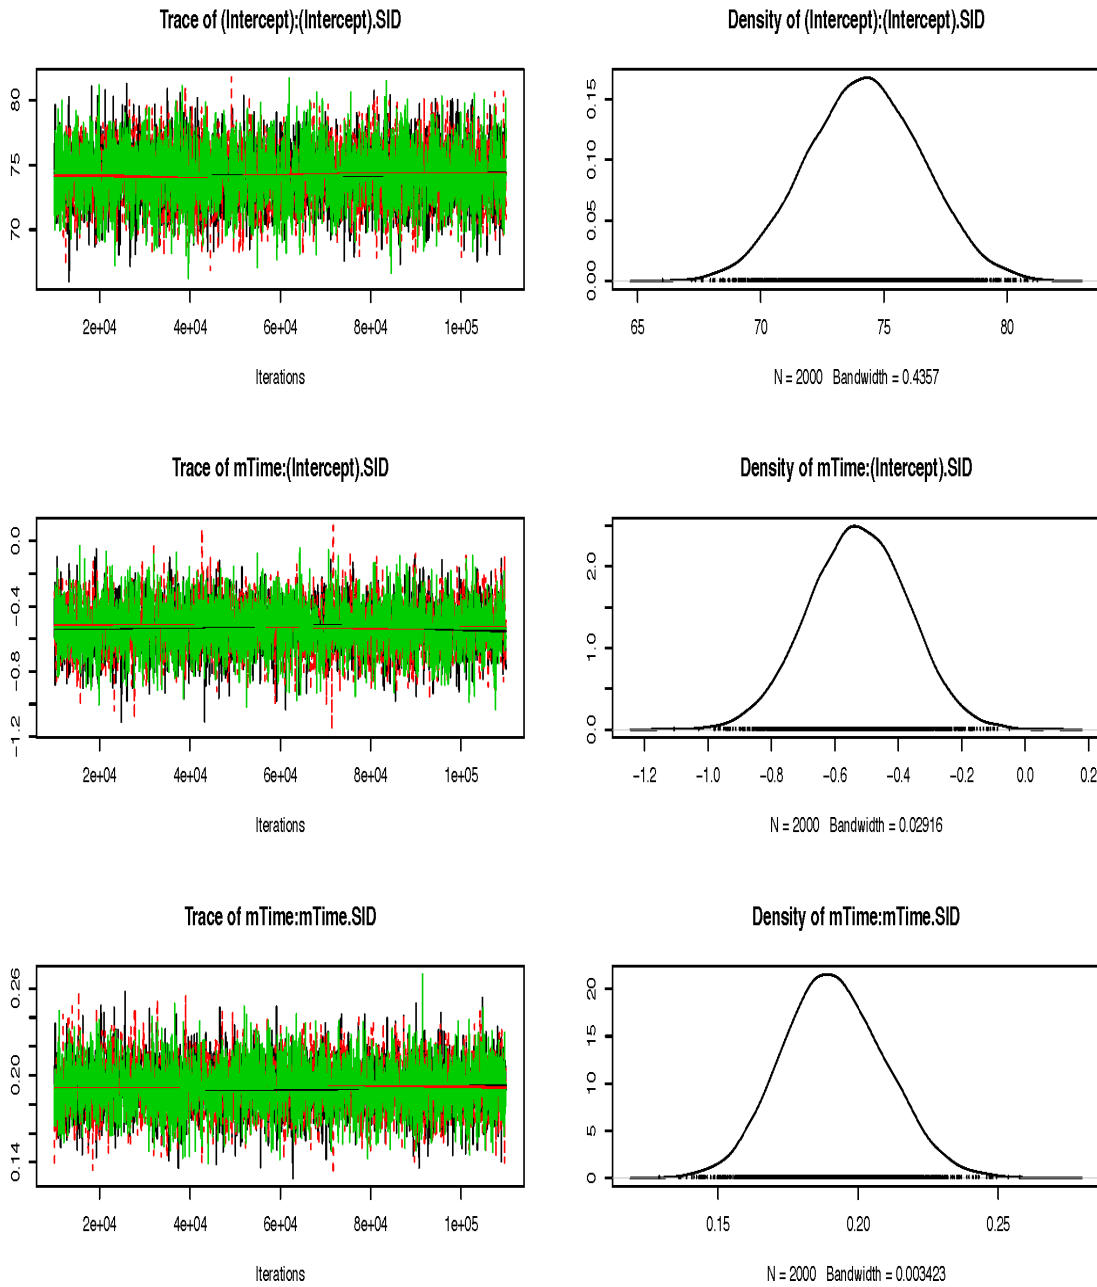 Trace of (Intercept):(Intercept).SID
Density of (Intercept):(Intercept).SID
80
75
70
2e+04 4e+04 6e+04 8e+04 1e+05
Iterations
0.15
0.10
0.05
0.00
65 70 75 80
N = 2000 Bandwidth = 0.4357
Trace of mTime:(Intercept).SID
Density of mTime:(Intercept).SID
0.0
−0.4
−0.8
−1.2
2e+04 4e+04 6e+04 8e+04 1e+05
Iterations
2.0
1.0
0.0
−1.2 −1.0 −0.8 −0.6 −0.4 −0.2 0.0 0.2
N = 2000 Bandwidth = 0.02916
Trace of mTime:mTime.SID
Density of mTime:mTime.SID
0.26
0.20
0.14
2e+04 4e+04 6e+04 8e+04 1e+05
Iterations
20
15
10
5
0
0.15 0.20 0.25
N = 2000 Bandwidth = 0.003423